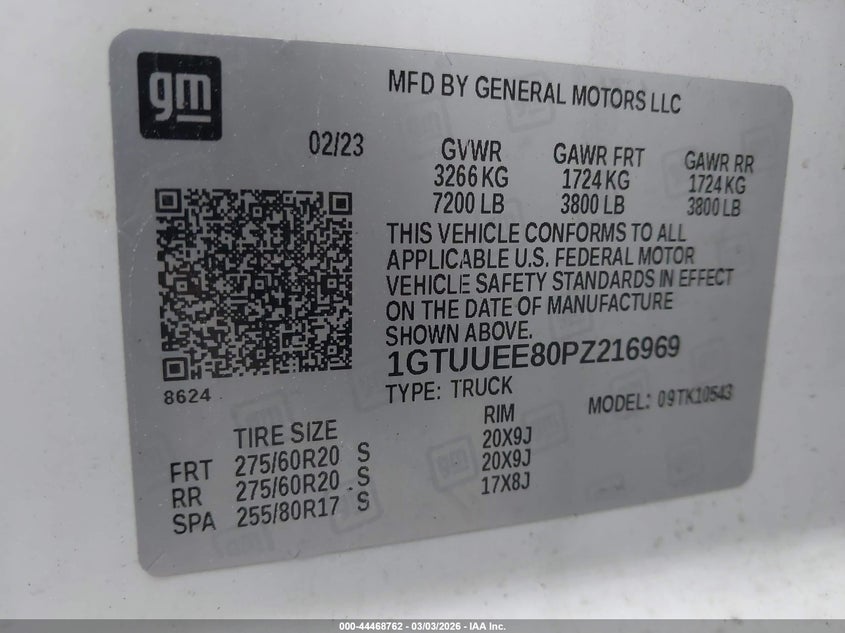 gm
MFD BY GENERAL MOTORS LLC
02/23
GVWR GAWR FRT GAWR RR
3266 KG 1724 KG 1724 KG
7200 LB 3800 LB 3800 LB
THIS VEHICLE CONFORMS TO ALL
APPLICABLE U.S. FEDERAL MOTOR
VEHICLE SAFETY STANDARDS IN EFFECT
ON THE DATE OF MANUFACTURE
SHOWN ABOVE.
1GTUUEE80PZ216969
8624
TYPE: TRUCK MODEL: 09TK10543
TIRE SIZE RIM
FRT 275/60R20 S 20X9J
RR 275/60R20 S 20X9J
SPA 255/80R17 S 17X8J
000-44468762 - 03/03/2026 - IAA Inc.